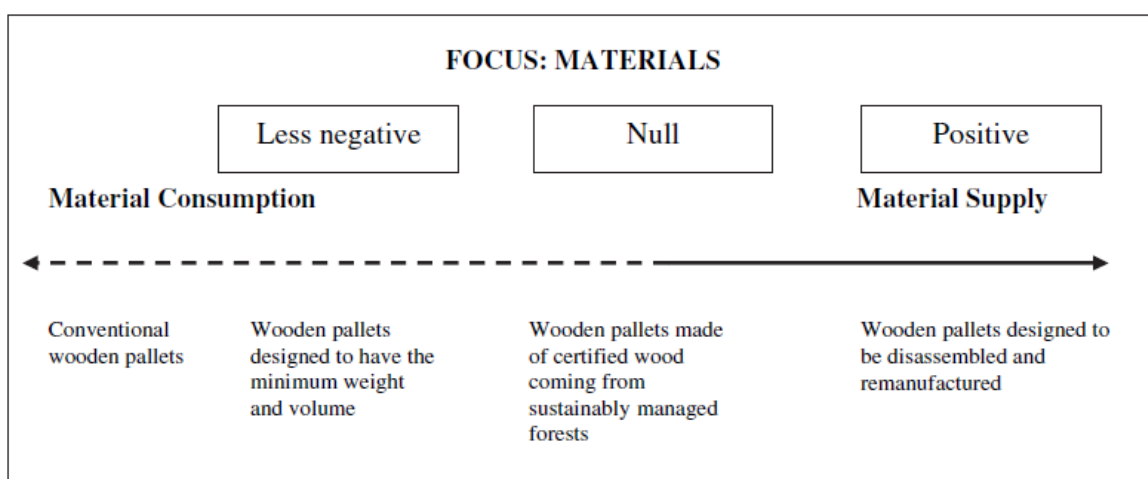 FOCUS: MATERIALS
Less negative
Null
Positive
Material Consumption
Material Supply
Conventional
wooden pallets
Wooden pallets
designed to have the
minimum weight
and volume
Wooden pallets made
of certified wood
coming from
sustainably managed
forests
Wooden pallets designed to
be disassembled and
remanufactured